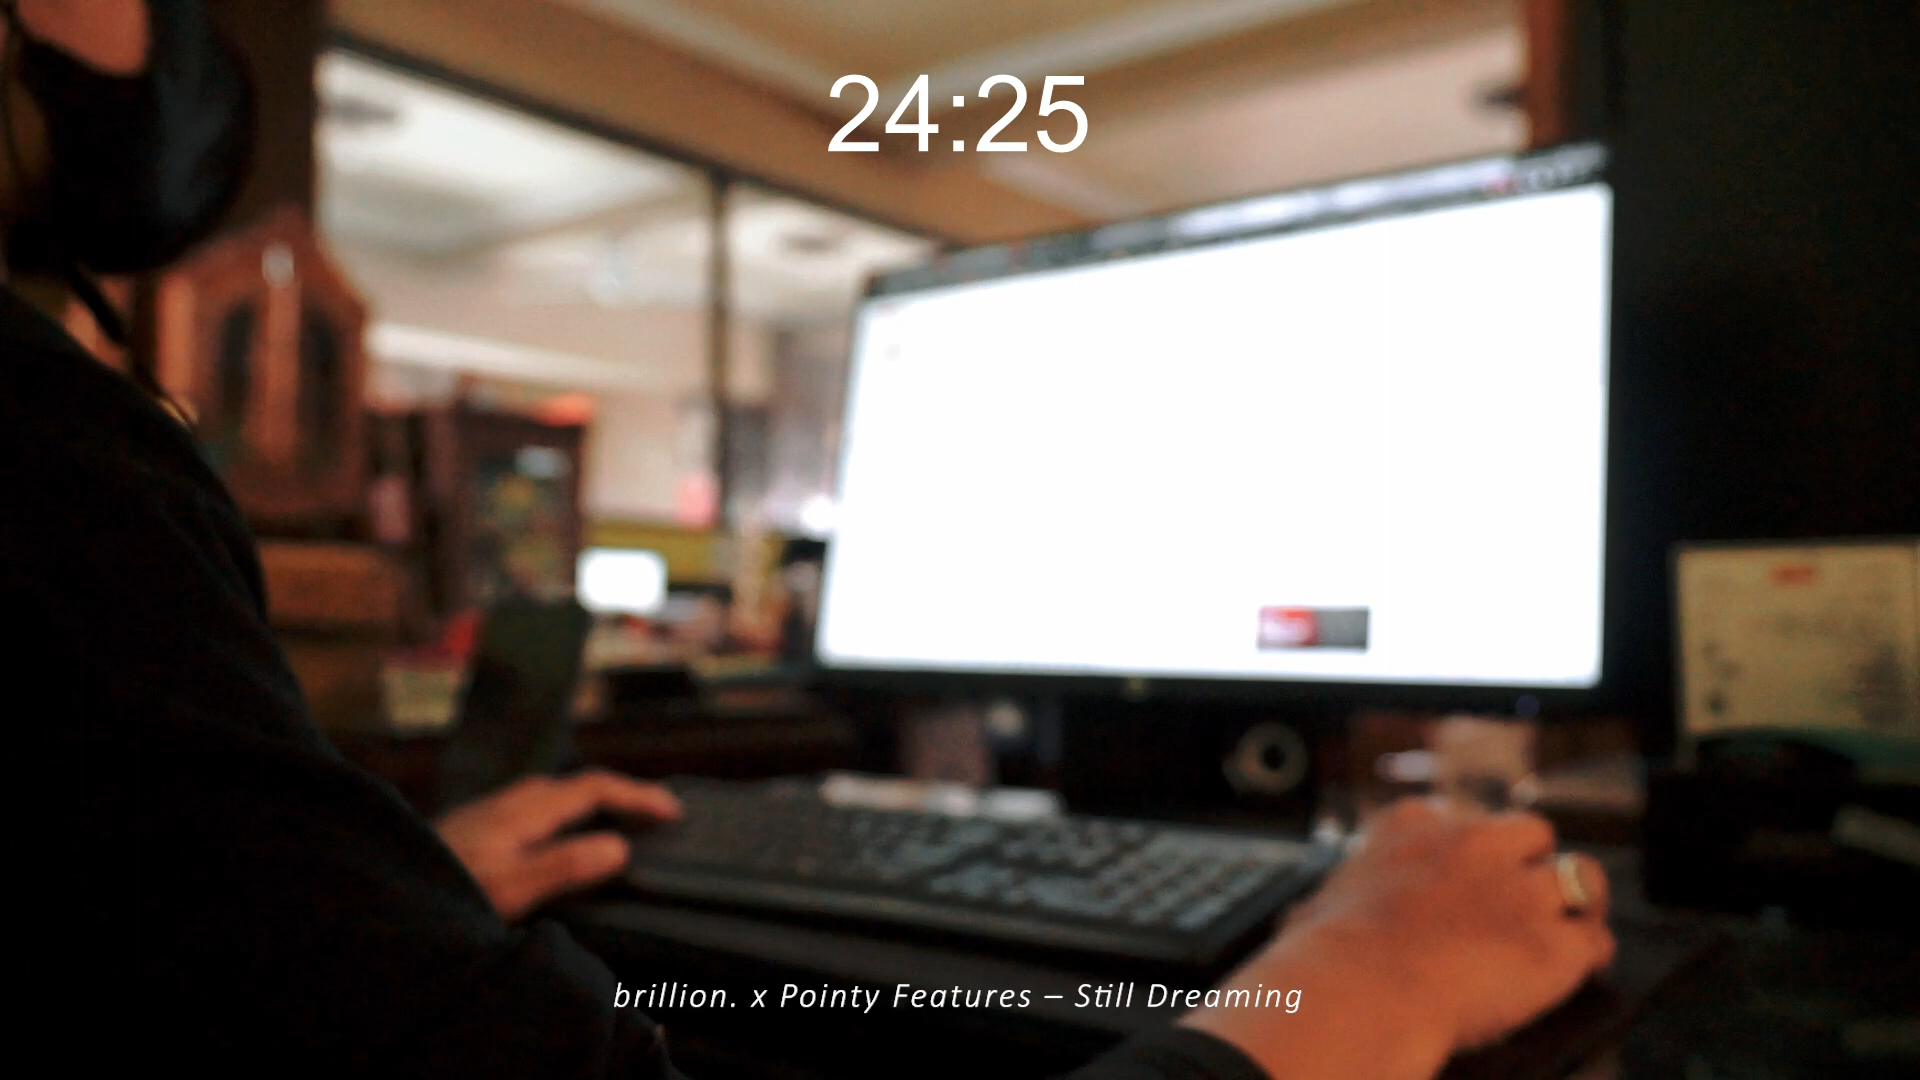 24:25
brillion. x Pointy Features – Still Dreaming